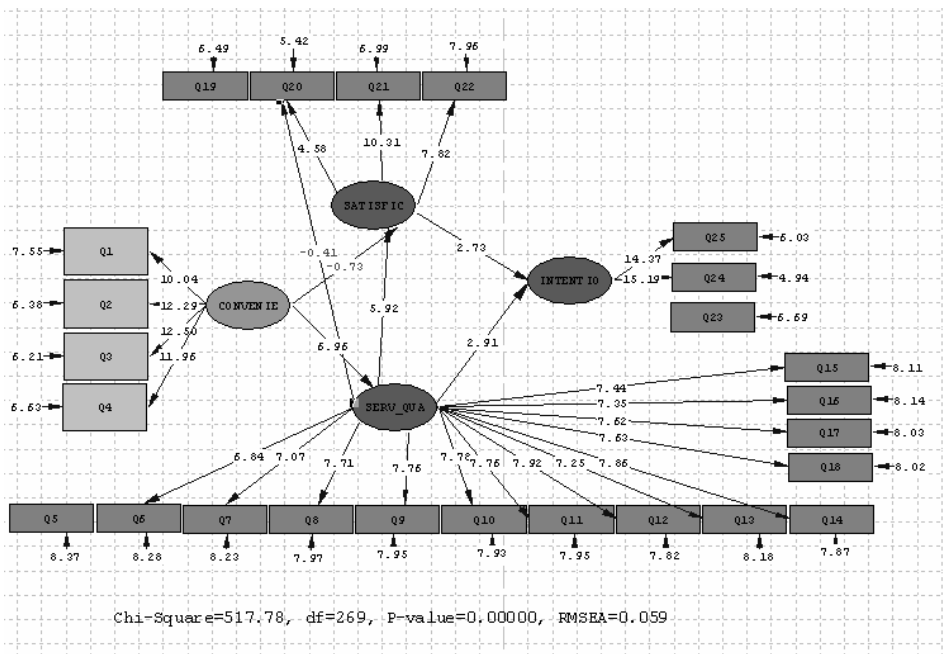 6.49 5.42 6.99 7.96
Q19 Q20 Q21 Q22
4.58 10.31 7.82
SATISFIC
7.55 Q1
6.38 Q2
6.21 Q3
6.63 Q4
10.04
12.29
12.50
11.96
CONVENIE
-0.41
-0.73
5.92
6.96
2.73
2.91
INTENTIO
14.37
15.19
Q25 6.03
Q24 4.94
Q23 6.69
SERV_QUA
7.44 Q15 8.11
7.35 Q16 8.14
7.62 Q17 8.03
7.63 Q18 8.02
6.84 7.07 7.71 7.76 7.78 7.76 7.92 7.25 7.86
Q5 Q6 Q7 Q8 Q9 Q10 Q11 Q12 Q13 Q14
8.37 8.28 8.23 7.97 7.95 7.93 7.95 7.82 8.18 7.87
Chi-Square=517.78, df=269, P-value=0.00000, RMSEA=0.059